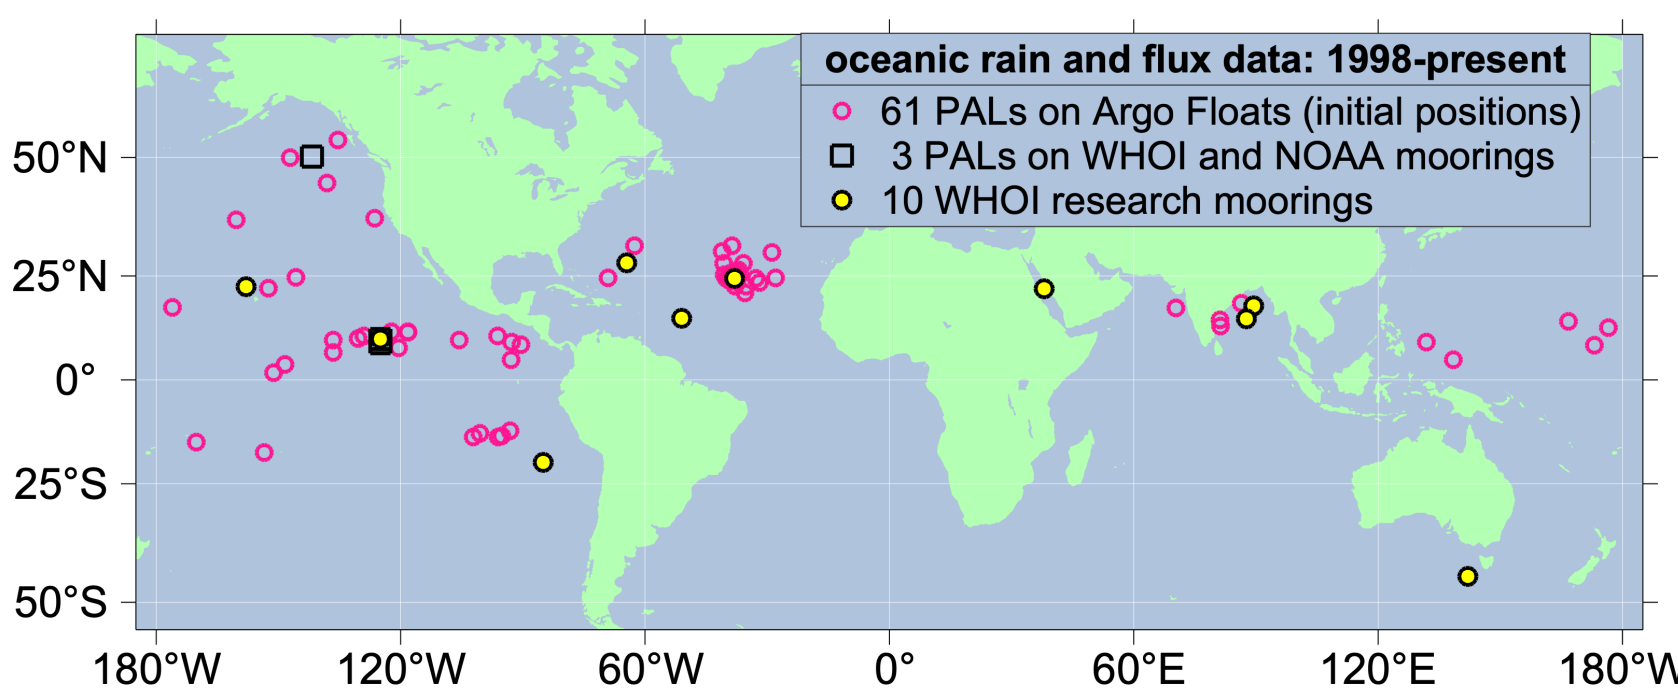 oceanic rain and flux data: 1998-present
61 PALs on Argo Floats (initial positions)
3 PALs on WHOI and NOAA moorings
10 WHOI research moorings
50°N
25°N
0°
25°S
50°S
180°W 120°W 60°W 0° 60°E 120°E 180°W